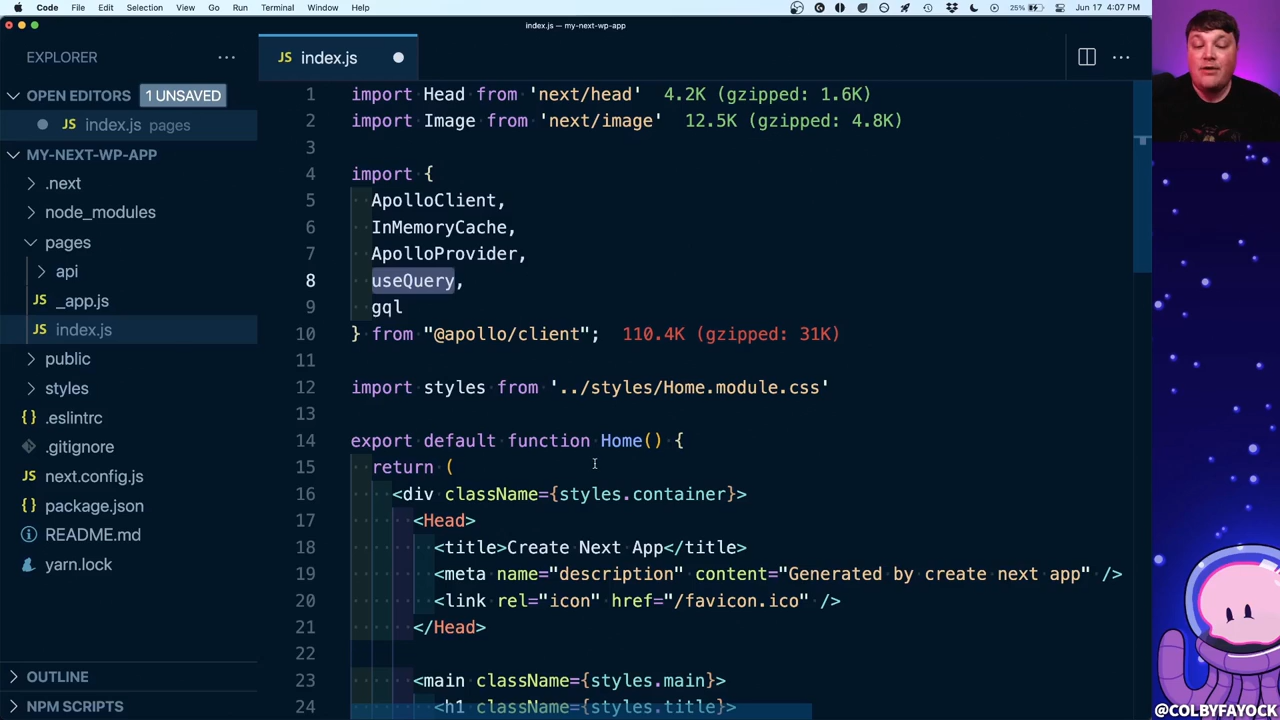 Code File Edit Selection View Go Run Terminal Window Help 25% Jun 17 4:07 PM
index.js — my-next-wp-app
EXPLORER
OPEN EDITORS 1 UNSAVED
JS index.js pages
MY-NEXT-WP-APP
.next
node_modules
pages
api
JS _app.js
JS index.js
public
styles
{} .eslintrc
.gitignore
JS next.config.js
{} package.json
README.md
yarn.lock
OUTLINE
NPM SCRIPTS
JS index.js
1 import Head from 'next/head' 4.2K (gzipped: 1.6K)
2 import Image from 'next/image' 12.5K (gzipped: 4.8K)
3
4 import {
5 ApolloClient,
6 InMemoryCache,
7 ApolloProvider,
8 useQuery,
9 gql
10 } from "@apollo/client"; 110.4K (gzipped: 31K)
11
12 import styles from '../styles/Home.module.css'
13
14 export default function Home() {
15 return (
16 <div className={styles.container}>
17 <Head>
18 <title>Create Next App</title>
19 <meta name="description" content="Generated by create next app" />
20 <link rel="icon" href="/favicon.ico" />
21 </Head>
22
23 <main className={styles.main}>
24 <h1 className={styles.title}>
@COLBYFAYOCK